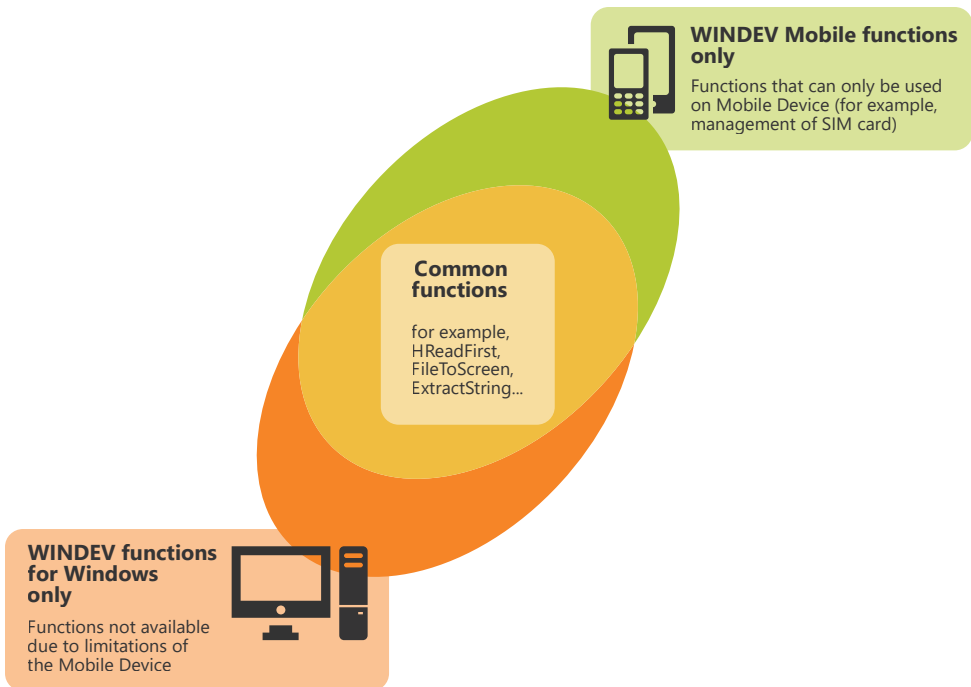 WINDEV Mobile functions
only
Functions that can only be used
on Mobile Device (for example,
management of SIM card)
Common
functions
for example,
HReadFirst,
FileToScreen,
ExtractString...
WINDEV functions
for Windows
only
Functions not available
due to limitations of
the Mobile Device